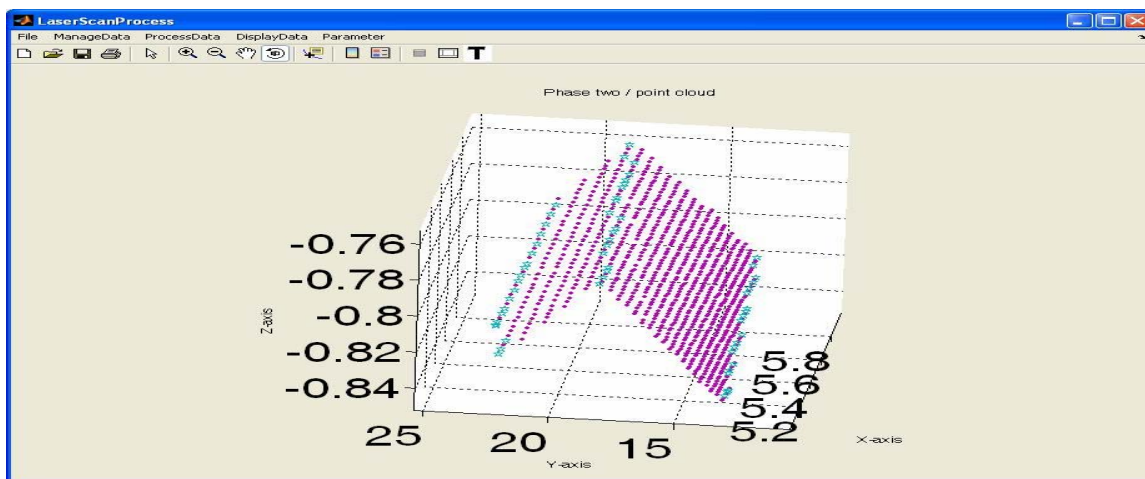 LaserScanProcess
File ManageData ProcessData DisplayData Parameter
T
Phase two / point cloud
-0.76
-0.78
-0.8
-0.82
-0.84
Z-axis
25 20 15
Y-axis
5.8
5.6
5.4
5.2
X-axis